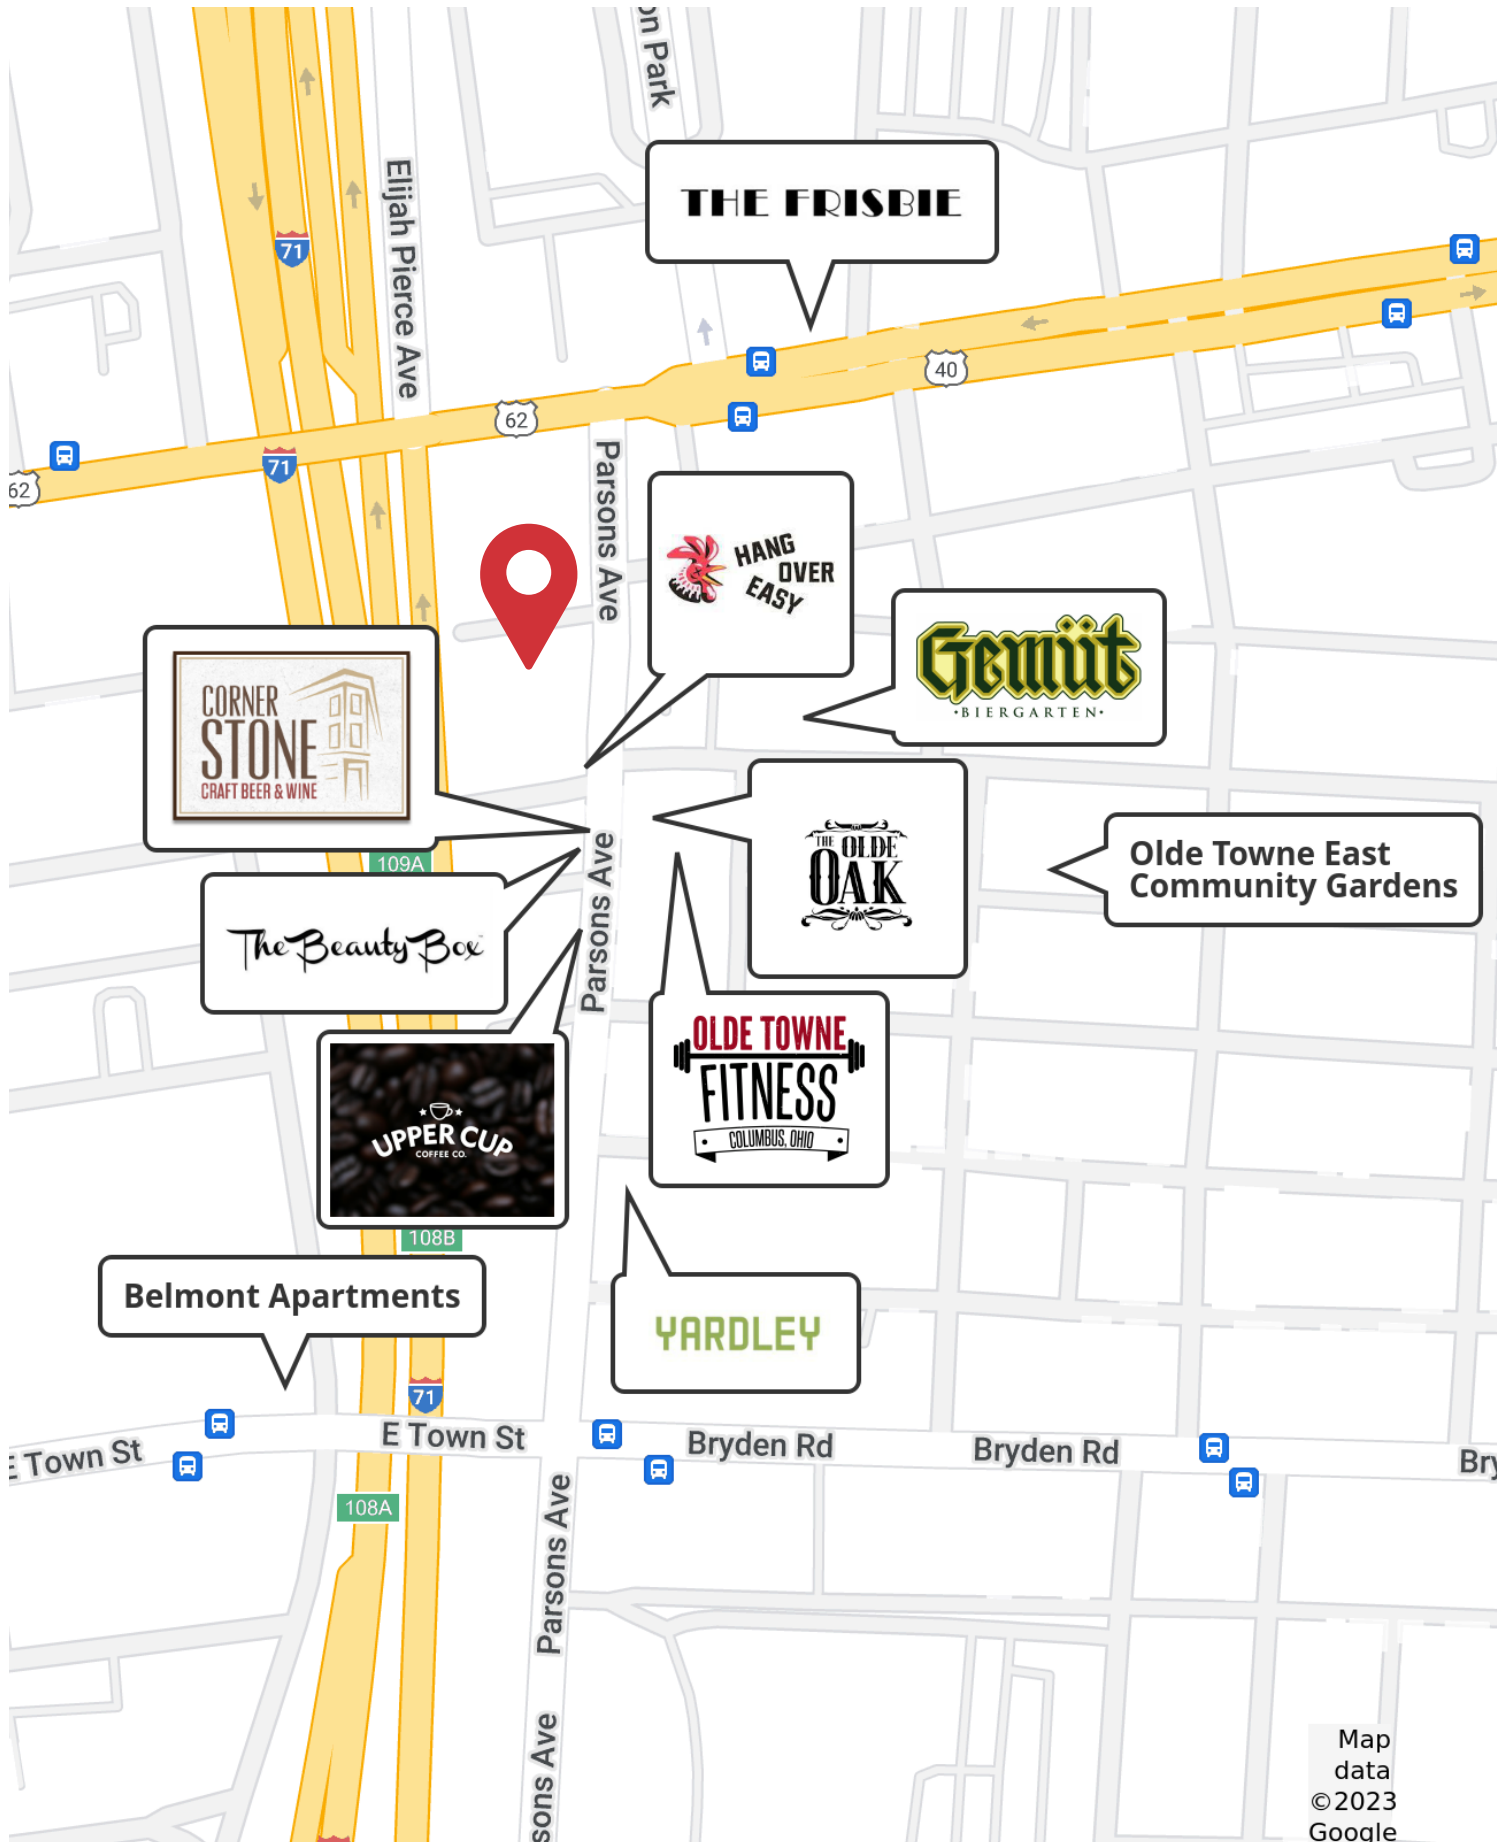 on Park
THE FRISBIE
Elijah Pierce Ave
71
40
62
71
62
Parsons Ave
HANG
OVER
EASY
Gemüt
•BIERGARTEN•
CORNER
STONE
CRAFT BEER & WINE
109A
Parsons Ave
THE OLDE
OAK
Olde Towne East
Community Gardens
The Beauty Box
OLDE TOWNE
FITNESS
COLUMBUS, OHIO
UPPER CUP
COFFEE CO.
108B
Belmont Apartments
YARDLEY
71
E Town St
E Town St
Bryden Rd
Bryden Rd
Bry
108A
Parsons Ave
sons Ave
Map
data
©2023
Google